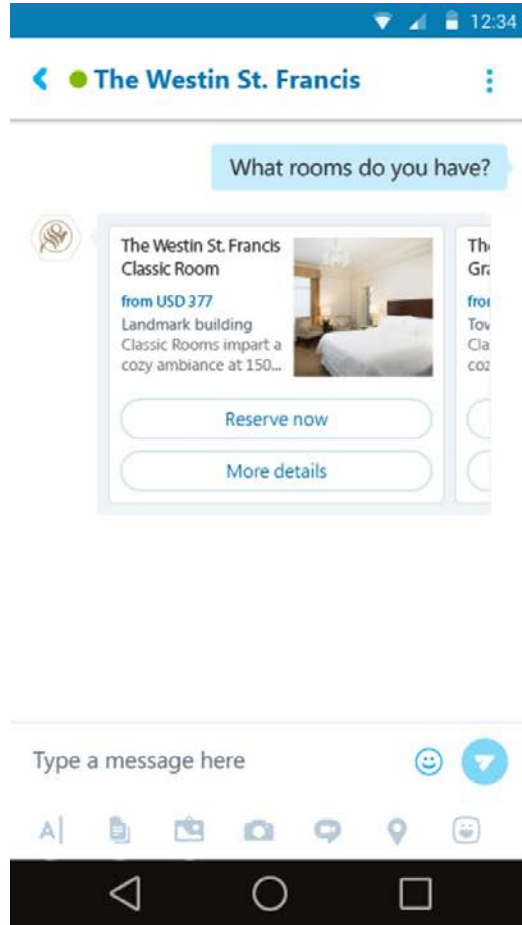 12:34
The Westin St. Francis
What rooms do you have?
The Westin St. Francis
Classic Room
from USD 377
Landmark building
Classic Rooms impart a
cozy ambiance at 150...
Reserve now
More details
Type a message here
A